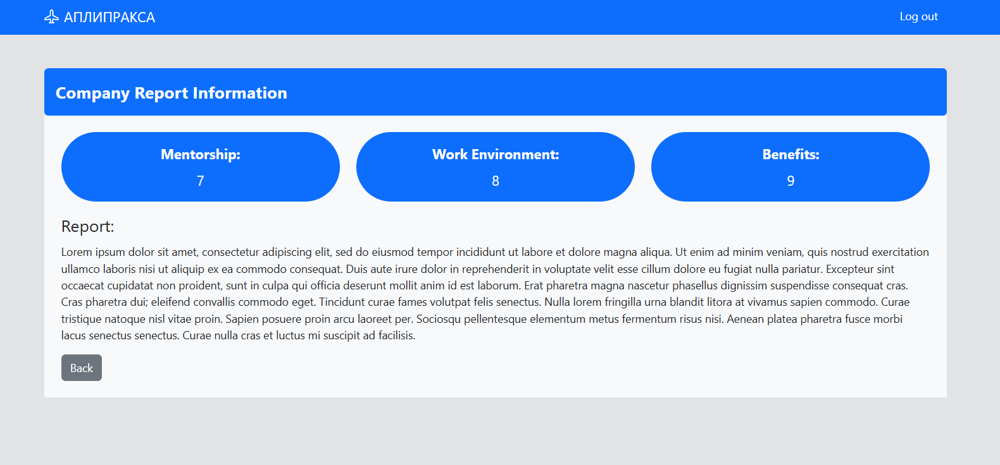 АПЛИПРАКСА
Log out
Company Report Information
Mentorship:
7
Work Environment:
8
Benefits:
9
Report:
Lorem ipsum dolor sit amet, consectetur adipiscing elit, sed do eiusmod tempor incididunt ut labore et dolore magna aliqua. Ut enim ad minim veniam, quis nostrud exercitation
ullamco laboris nisi ut aliquip ex ea commodo consequat. Duis aute irure dolor in reprehenderit in voluptate velit esse cillum dolore eu fugiat nulla pariatur. Excepteur sint
occaecat cupidatat non proident, sunt in culpa qui officia deserunt mollit anim id est laborum. Erat pharetra magna nascetur phasellus dignissim suspendisse consequat cras.
Cras pharetra dui; eleifend convallis commodo eget. Tincidunt curae fames volutpat felis senectus. Nulla lorem fringilla urna blandit litora at vivamus sapien commodo. Curae
tristique natoque nisl vitae proin. Sapien posuere proin arcu laoreet per. Sociosqu pellentesque elementum metus fermentum risus nisi. Aenean platea pharetra fusce morbi
lacus senectus senectus. Curae nulla cras et luctus mi suscipit ad facilisis.
Back